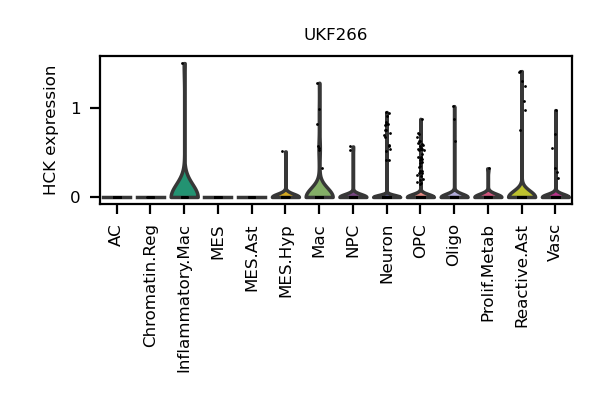 UKF266
HCK expression
1
0
AC
Chromatin.Reg
Inflammatory.Mac
MES
MES.Ast
MES.Hyp
Mac
NPC
Neuron
OPC
Oligo
Prolif.Metab
Reactive.Ast
Vasc